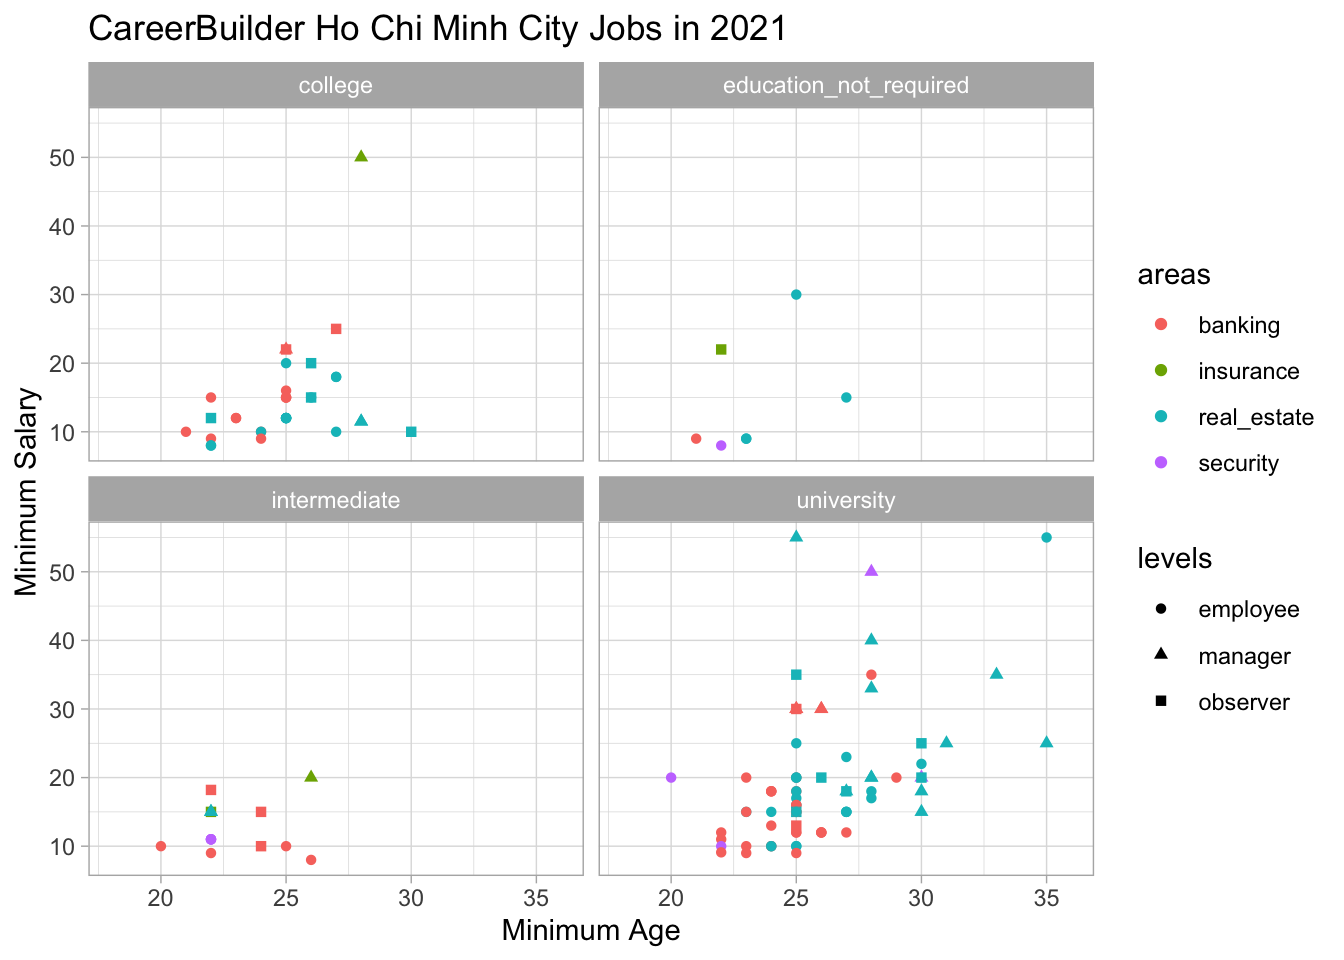 CareerBuilder Ho Chi Minh City Jobs in 2021
college
education_not_required
50
40
30
20
10
intermediate
university
50
40
30
20
10
20 25 30 35
20 25 30 35
Minimum Age
Minimum Salary
areas
banking
insurance
real_estate
security
levels
employee
manager
observer